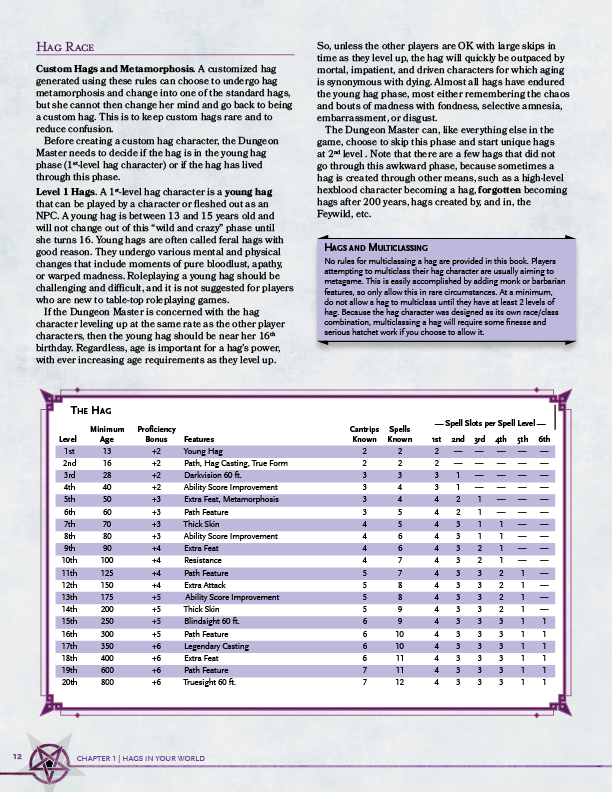 Hag Race
Custom Hags and Metamorphosis. A customized hag
generated using these rules can choose to undergo hag
metamorphosis and change into one of the standard hags,
but she cannot then change her mind and go back to being
a custom hag. This is to keep custom hags rare and to
reduce confusion.
Before creating a custom hag character, the Dungeon
Master needs to decide if the hag is in the young hag
phase (1st-level hag character) or if the hag has lived
through this phase.
Level 1 Hags. A 1st-level hag character is a young hag
that can be played by a character or fleshed out as an
NPC. A young hag is between 13 and 15 years old and
will not change out of this “wild and crazy” phase until
she turns 16. Young hags are often called feral hags with
good reason. They undergo various mental and physical
changes that include moments of pure bloodlust, apathy,
or warped madness. Roleplaying a young hag should be
challenging and difficult, and it is not suggested for players
who are new to table-top roleplaying games.
If the Dungeon Master is concerned with the hag
character leveling up at the same rate as the other player
characters, then the young hag should be near her 16th
birthday. Regardless, age is important for a hag’s power,
with ever increasing age requirements as they level up.
So, unless the other players are OK with large skips in
time as they level up, the hag will quickly be outpaced by
mortal, impatient, and driven characters for which aging
is synonymous with dying. Almost all hags have endured
the young hag phase, most either remembering the chaos
and bouts of madness with fondness, selective amnesia,
embarrassment, or disgust.
The Dungeon Master can, like everything else in the
game, choose to skip this phase and start unique hags
at 2nd level . Note that there are a few hags that did not
go through this awkward phase, because sometimes a
hag is created through other means, such as a high-level
hexblood character becoming a hag, forgotten becoming
hags after 200 years, hags created by, and in, the
Feywild, etc.
Hags and Multiclassing
No rules for multiclassing a hag are provided in this book. Players
attempting to multiclass their hag character are usually aiming to
metagame. This is easily accomplished by adding monk or barbarian
features, so only allow this in rare circumstances. At a minimum,
do not allow a hag to multiclass until they have at least 2 levels of
hag. Because the hag character was designed as its own race/class
combination, multiclassing a hag will require some finesse and
serious hatchet work if you choose to allow it.
The Hag
— Spell Slots per Spell Level —
Minimum Proficiency Cantrips Spells
Level Age Bonus Features Known Known 1st 2nd 3rd 4th 5th 6th
1st 13 +2 Young Hag 2 2 2 — — — — —
2nd 16 +2 Path, Hag Casting, True Form 2 2 2 — — — — —
3rd 28 +2 Darkvision 60 ft. 3 3 3 1 — — — —
4th 40 +2 Ability Score Improvement 3 4 3 1 — — — —
5th 50 +3 Extra Feat, Metamorphosis 3 4 4 2 1 — — —
6th 60 +3 Path Feature 3 5 4 2 1 — — —
7th 70 +3 Thick Skin 4 5 4 3 1 1 — —
8th 80 +3 Ability Score Improvement 4 6 4 3 1 1 — —
9th 90 +4 Extra Feat 4 6 4 3 2 1 — —
10th 100 +4 Resistance 4 7 4 3 2 1 — —
11th 125 +4 Path Feature 5 7 4 3 3 2 1 —
12th 150 +4 Extra Attack 5 8 4 3 3 2 1 —
13th 175 +5 Ability Score Improvement 5 8 4 3 3 2 1 —
14th 200 +5 Thick Skin 5 9 4 3 3 2 1 —
15th 250 +5 Blindsight 60 ft. 6 9 4 3 3 3 1 1
16th 300 +5 Path Feature 6 10 4 3 3 3 1 1
17th 350 +6 Legendary Casting 6 10 4 3 3 3 1 1
18th 400 +6 Extra Feat 6 11 4 3 3 3 1 1
19th 600 +6 Path Feature 7 11 4 3 3 3 1 1
20th 800 +6 Truesight 60 ft. 7 12 4 3 3 3 1 1
12 CHAPTER 1 | HAGS IN YOUR WORLD